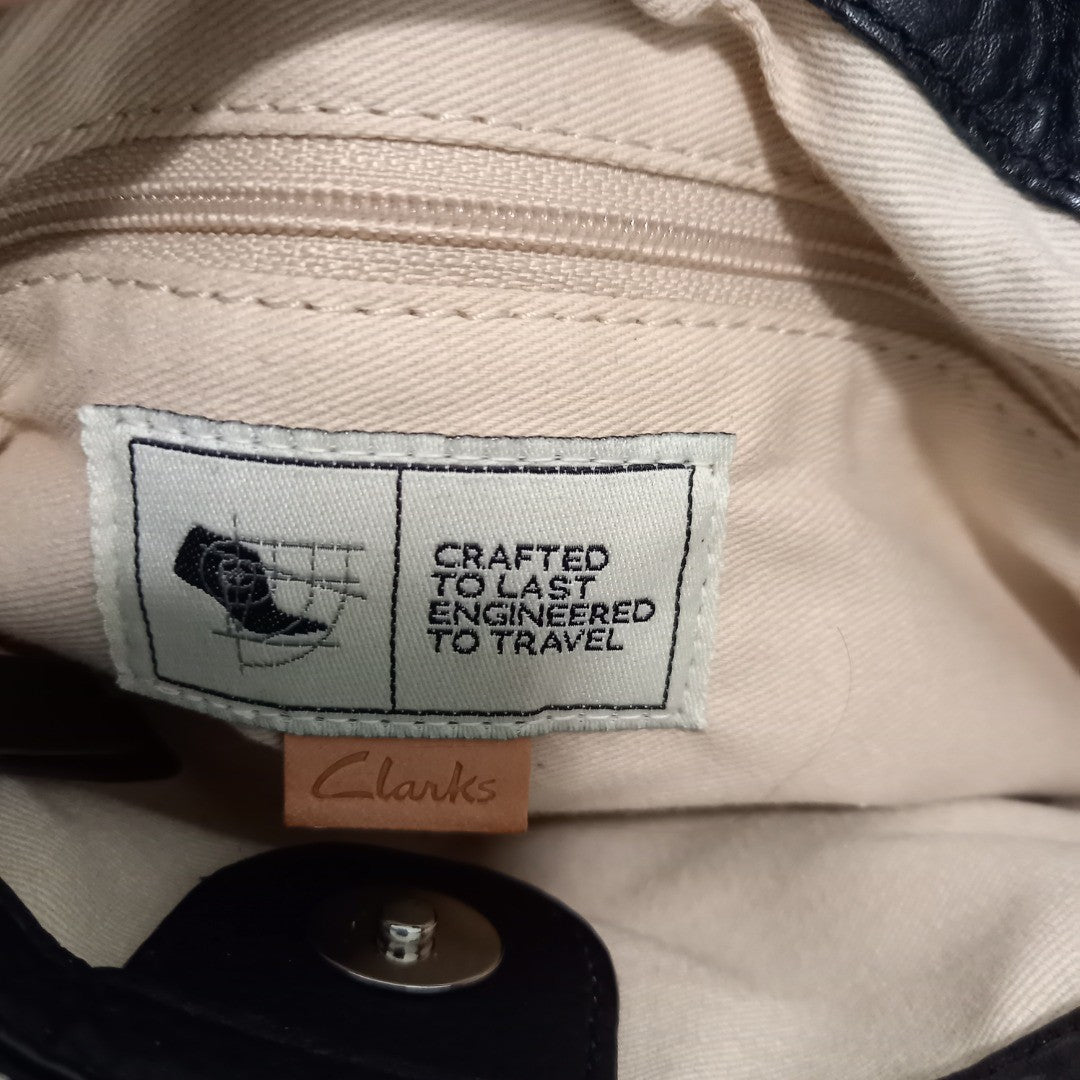 CRAFTED
TO LAST
ENGINEERED
TO TRAVEL
Clarks